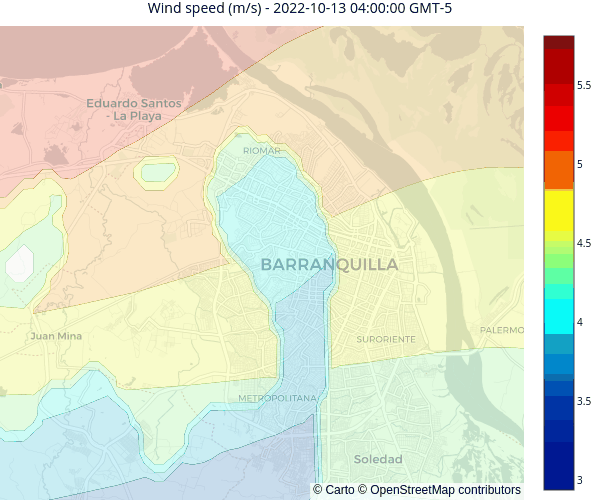 Wind speed (m/s) - 2022-10-13 04:00:00 GMT-5
Eduardo Santos
- La Playa
RIOMAR
BARRANQUILLA
Juan Mina
SURORIENTE
PALERMO
METROPOLITANA
Soledad
© Carto © OpenStreetMap contributors
5.5
5
4.5
4
3.5
3